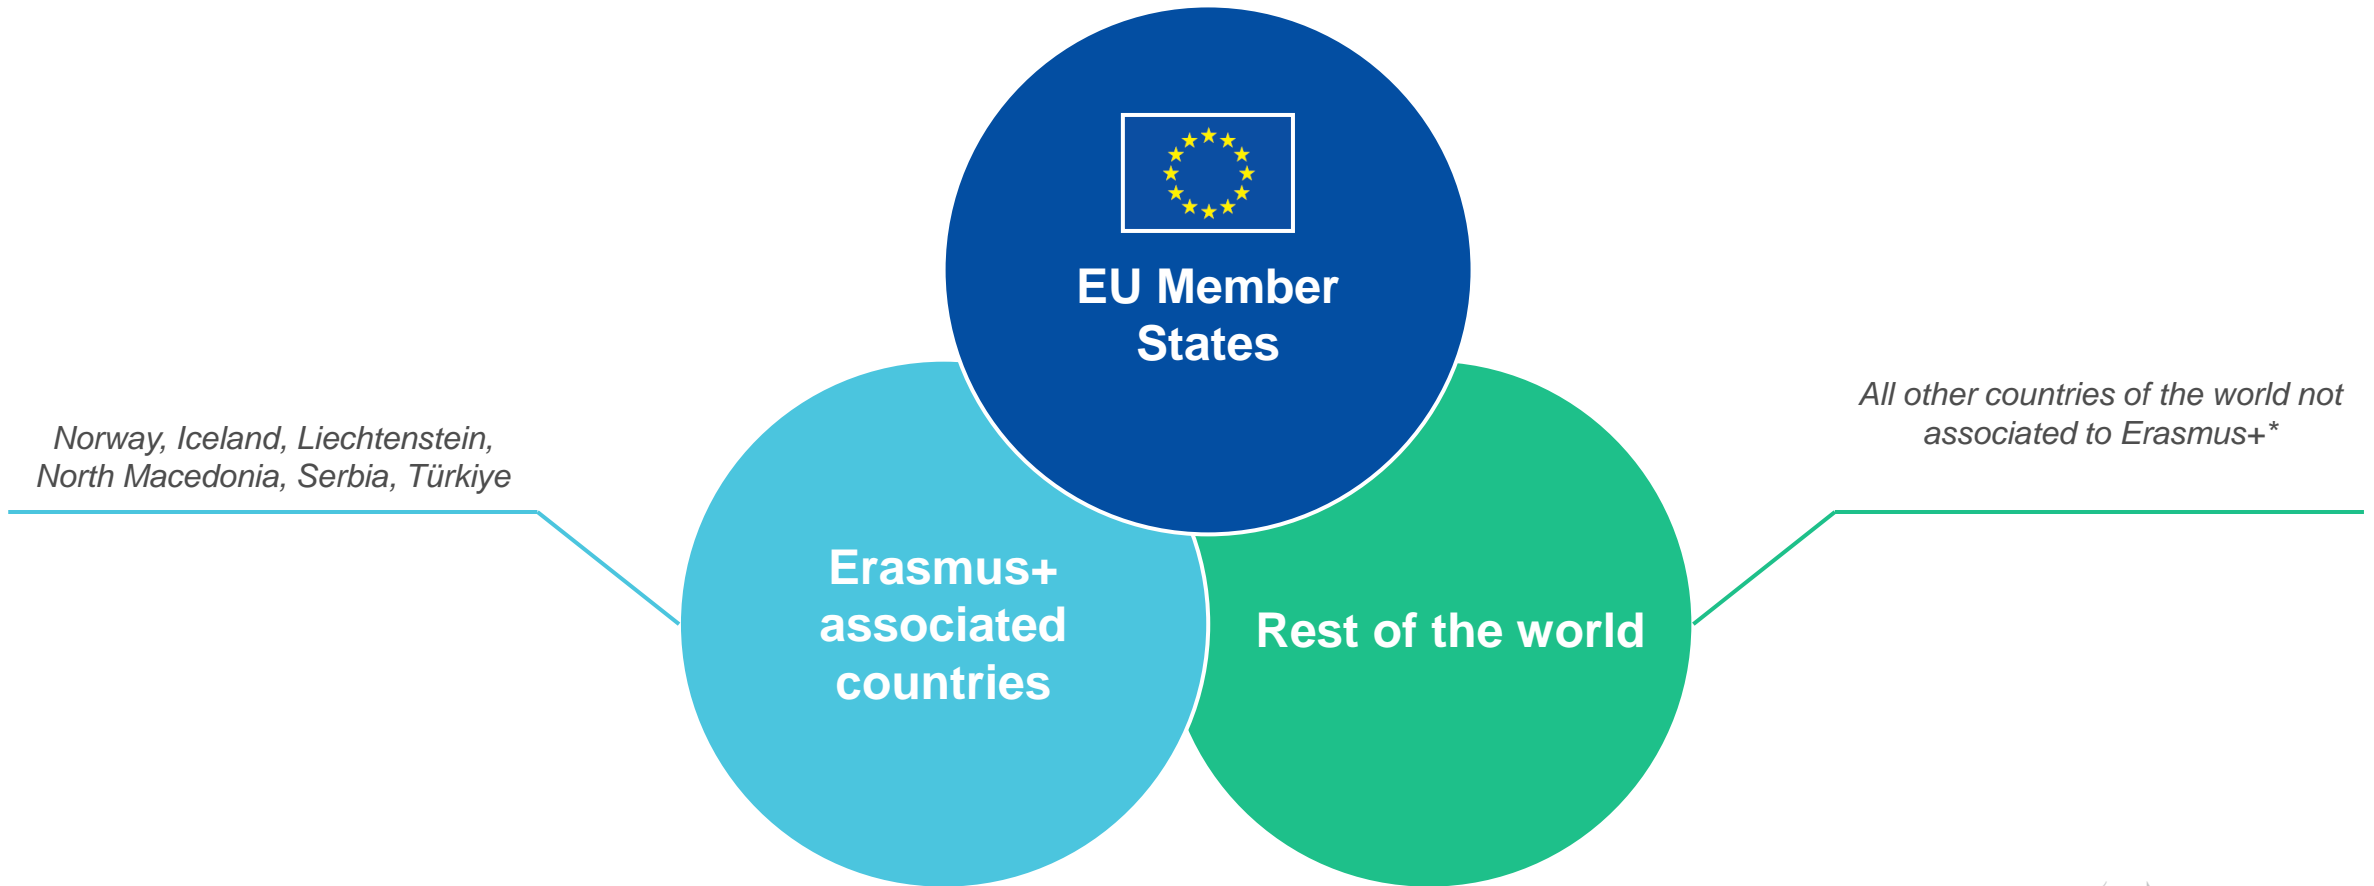 EU Member
States
Norway, Iceland, Liechtenstein,
North Macedonia, Serbia, Türkiye
All other countries of the world not
associated to Erasmus+*
Erasmus+
associated
countries
Rest of the world